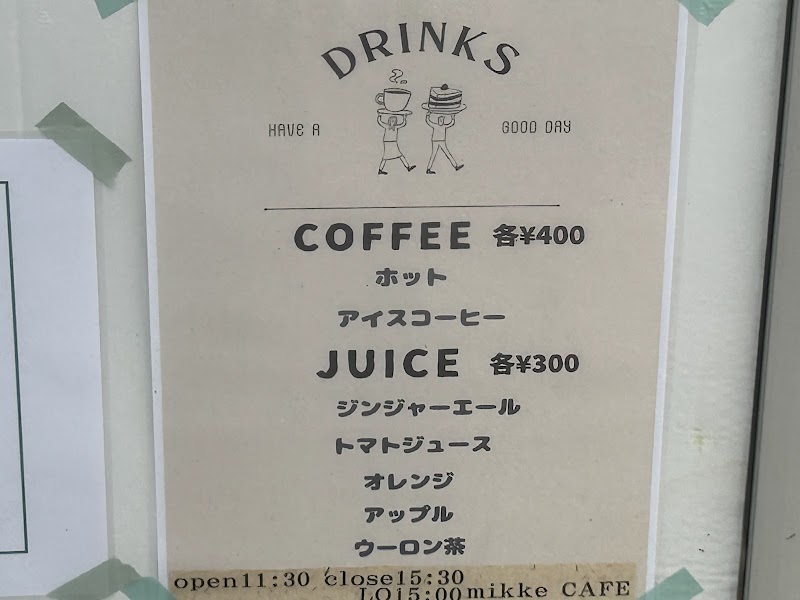 DRINKS
HAVE A GOOD DAY
COFFEE 各¥400
ホット
アイスコーヒー
JUICE 各¥300
ジンジャーエール
トマトジュース
オレンジ
アップル
ウーロン茶
open11:30 close15:30
LO15:00 mikke CAFE